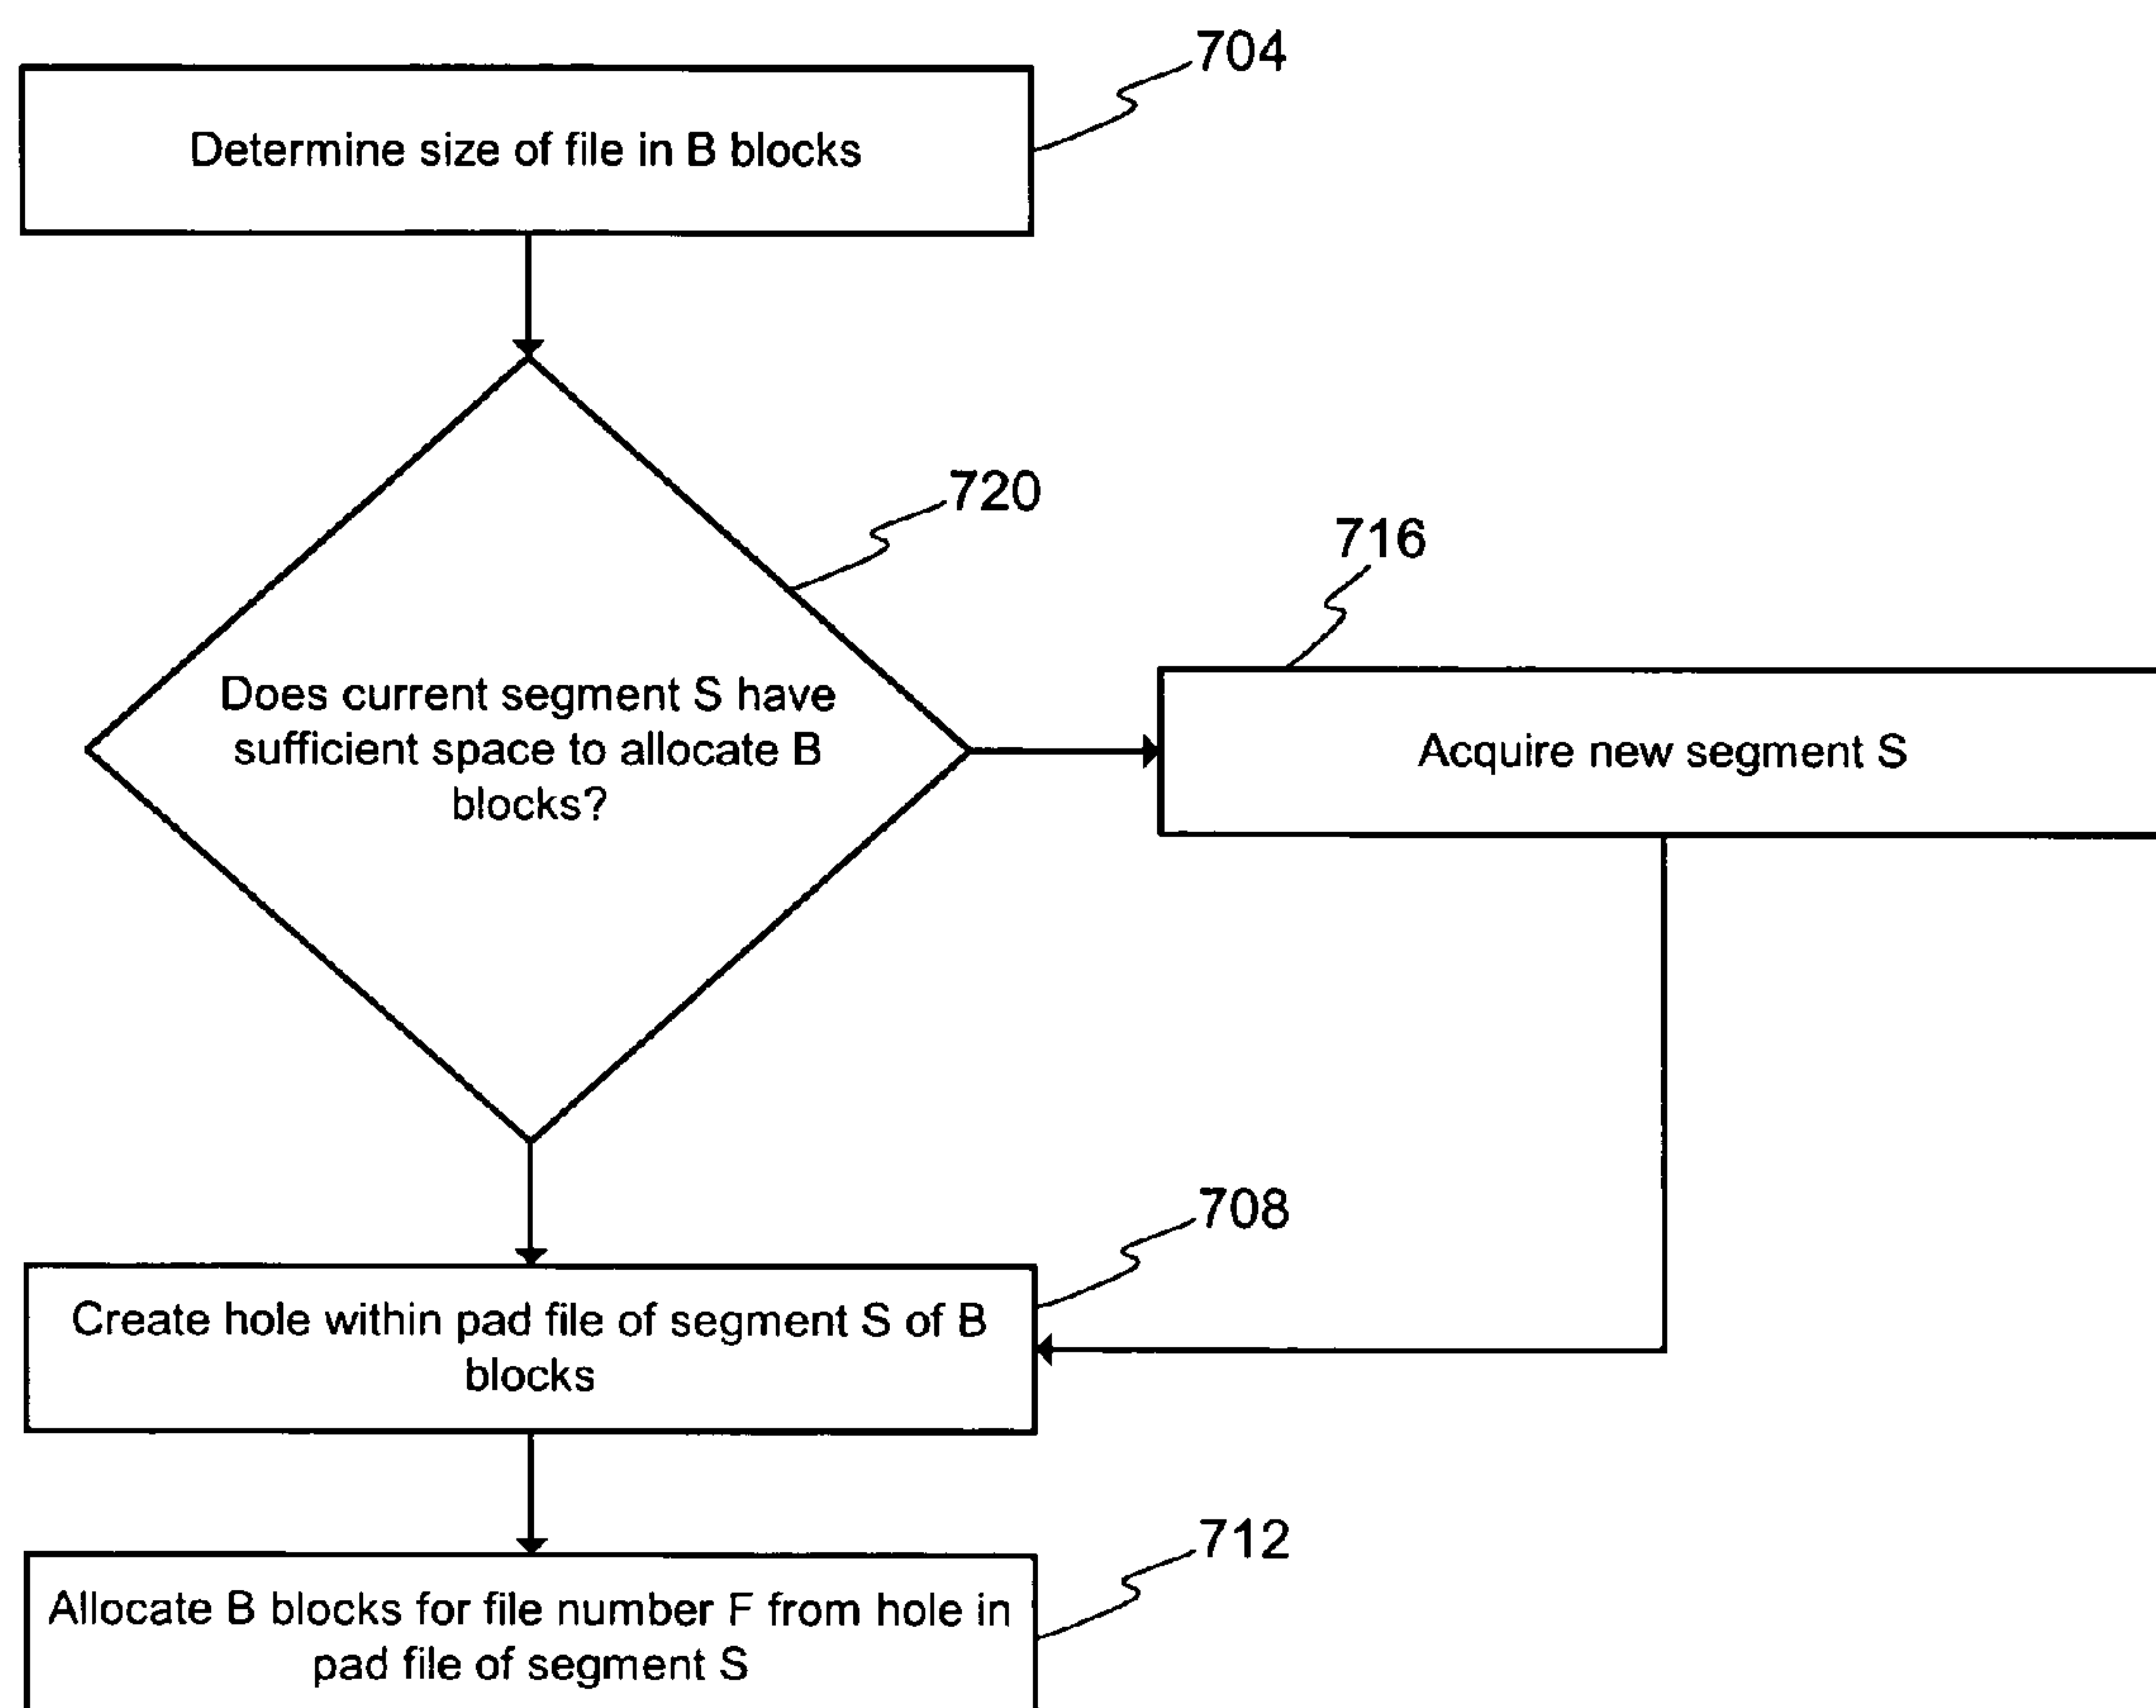 704
Determine size of file in B blocks
720
716
Does current segment S have
sufficient space to allocate B
blocks?
Acquire new segment S
708
Create hole within pad file of segment S of B
blocks
712
Allocate B blocks for file number F from hole in
pad file of segment S